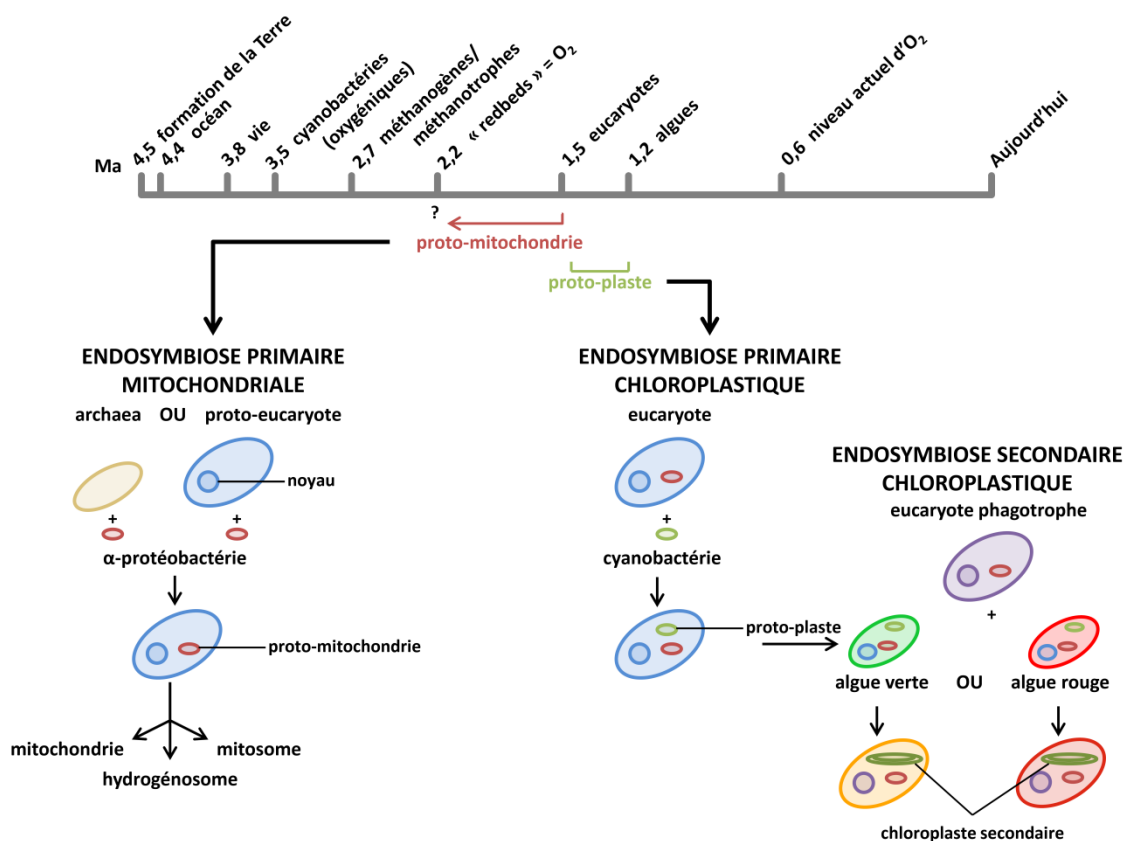 Ma
4,5 formation de la Terre
4,4 océan
3,8 vie
3,5 cyanobactéries
(oxygéniques)
2,7 méthanogènes/
méthanotrophes
2,2 « redbeds » = O₂
1,5 eucaryotes
1,2 algues
0,6 niveau actuel d'O₂
Aujourd'hui
?
proto-mitochondrie
proto-plaste
ENDOSYMBIOSE PRIMAIRE
MITOCHONDRIALE
archaea OU proto-eucaryote
noyau
+ +
α-protéobactérie
proto-mitochondrie
mitochondrie
mitosome
hydrogénosome
ENDOSYMBIOSE PRIMAIRE
CHLOROPLASTIQUE
eucaryote
+
cyanobactérie
proto-plaste
ENDOSYMBIOSE SECONDAIRE
CHLOROPLASTIQUE
eucaryote phagotrophe
+
algue verte OU algue rouge
chloroplaste secondaire